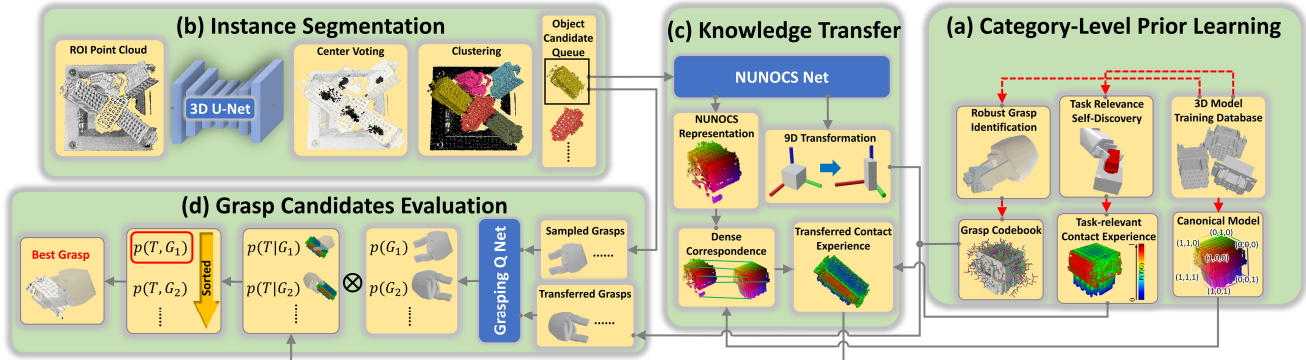 (b) Instance Segmentation
ROI Point Cloud
3D U-Net
Center Voting
Clustering
Object
Candidate
Queue
......
(c) Knowledge Transfer
NUNOCS Net
NUNOCS
Representation
9D Transformation
Dense
Correspondence
Transferred Contact
Experience
(a) Category-Level Prior Learning
Robust Grasp
Identification
Task Relevance
Self-Discovery
3D Model
Training Database
Grasp Codebook
Task-relevant
Contact Experience
Canonical Model
(0,1,0)
(1,1,0)
(0,0,0)
(1,0,0)
(1,1,1)
(0,0,1)
(1,0,1)
(d) Grasp Candidates Evaluation
Best Grasp
p(T, G₁)
p(T, G₂)
......
Sorted
p(T|G₁)
p(T|G₂)
......
⊗
p(G₁)
p(G₂)
......
Grasping Q Net
Sampled Grasps
......
Transferred Grasps
......